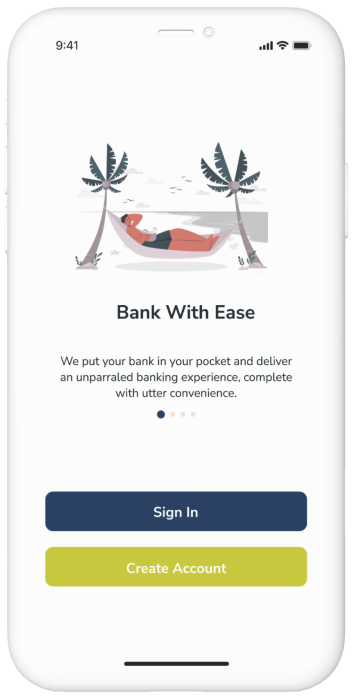 9:41
Bank With Ease
We put your bank in your pocket and deliver
an unparraled banking experience, complete
with utter convenience.
Sign In
Create Account